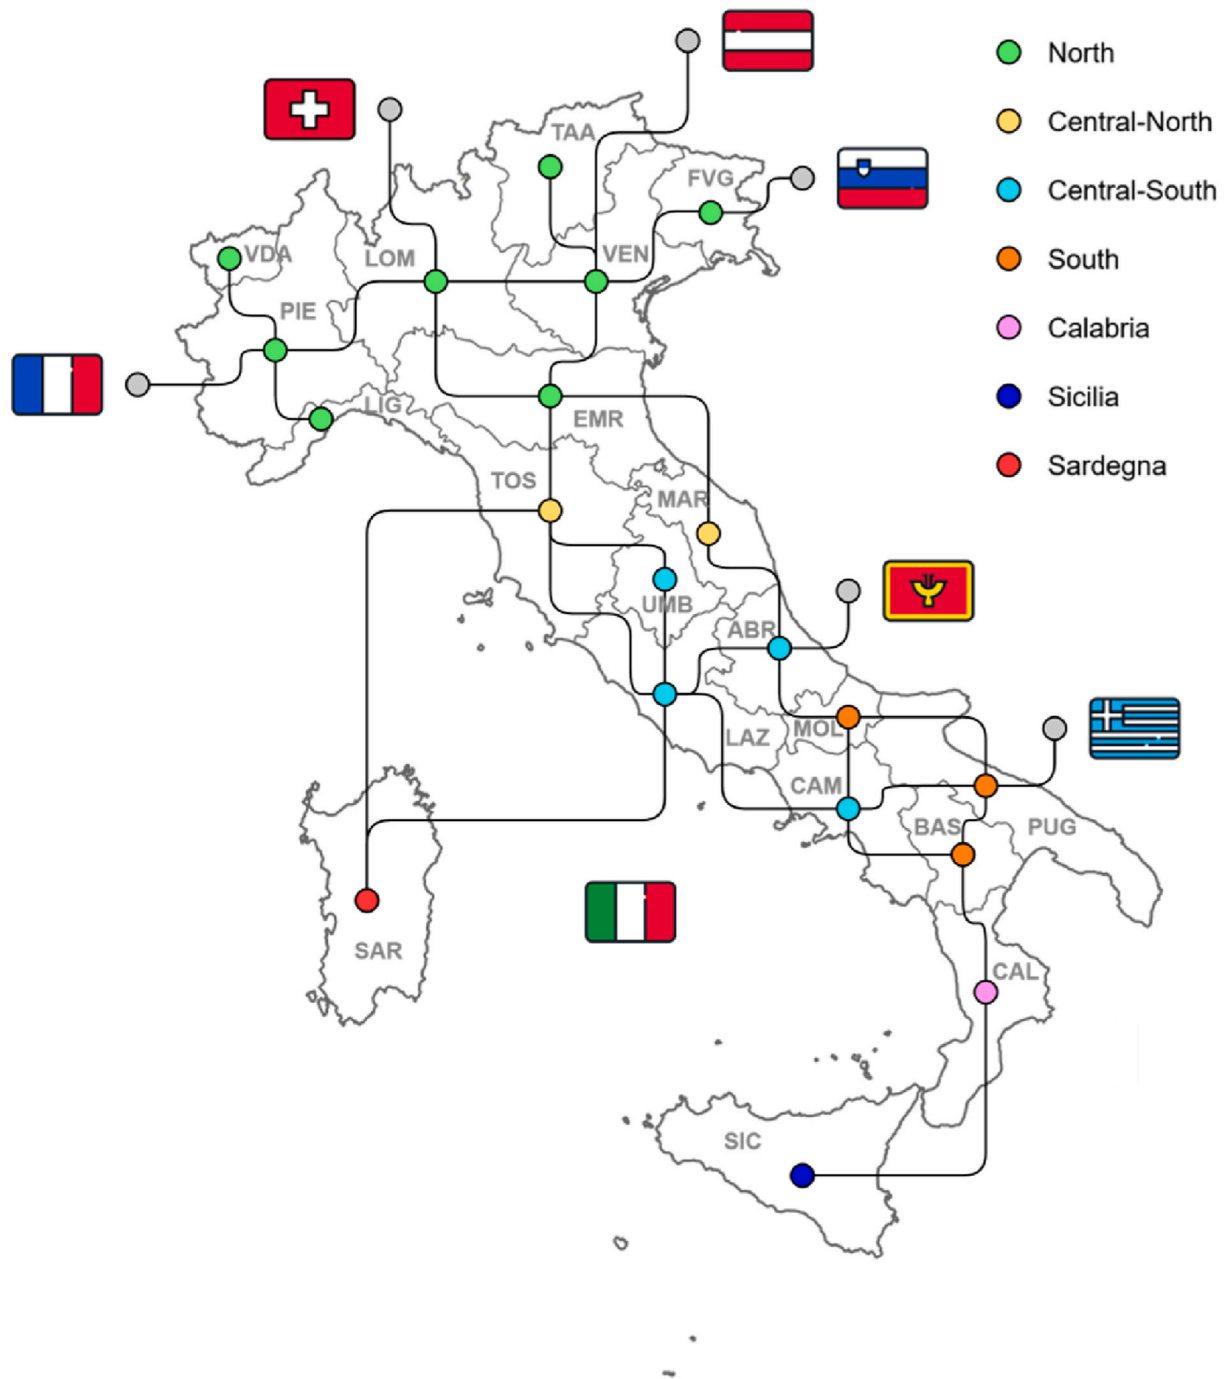 North
Central-North
Central-South
South
Calabria
Sicilia
Sardegna
TAA
FVG
VDA
LOM
VEN
PIE
LIG
EMR
TOS
MAR
UMB
ABR
LAZ
MOL
CAM
BAS
PUG
SAR
CAL
SIC